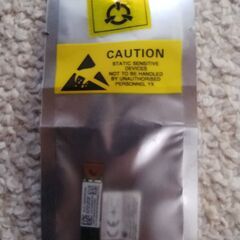 CAUTION
STATIC SENSITIVE
DEVICES
NOT TO BE HANDLED
BY UNAUTHORISED
PERSONNEL